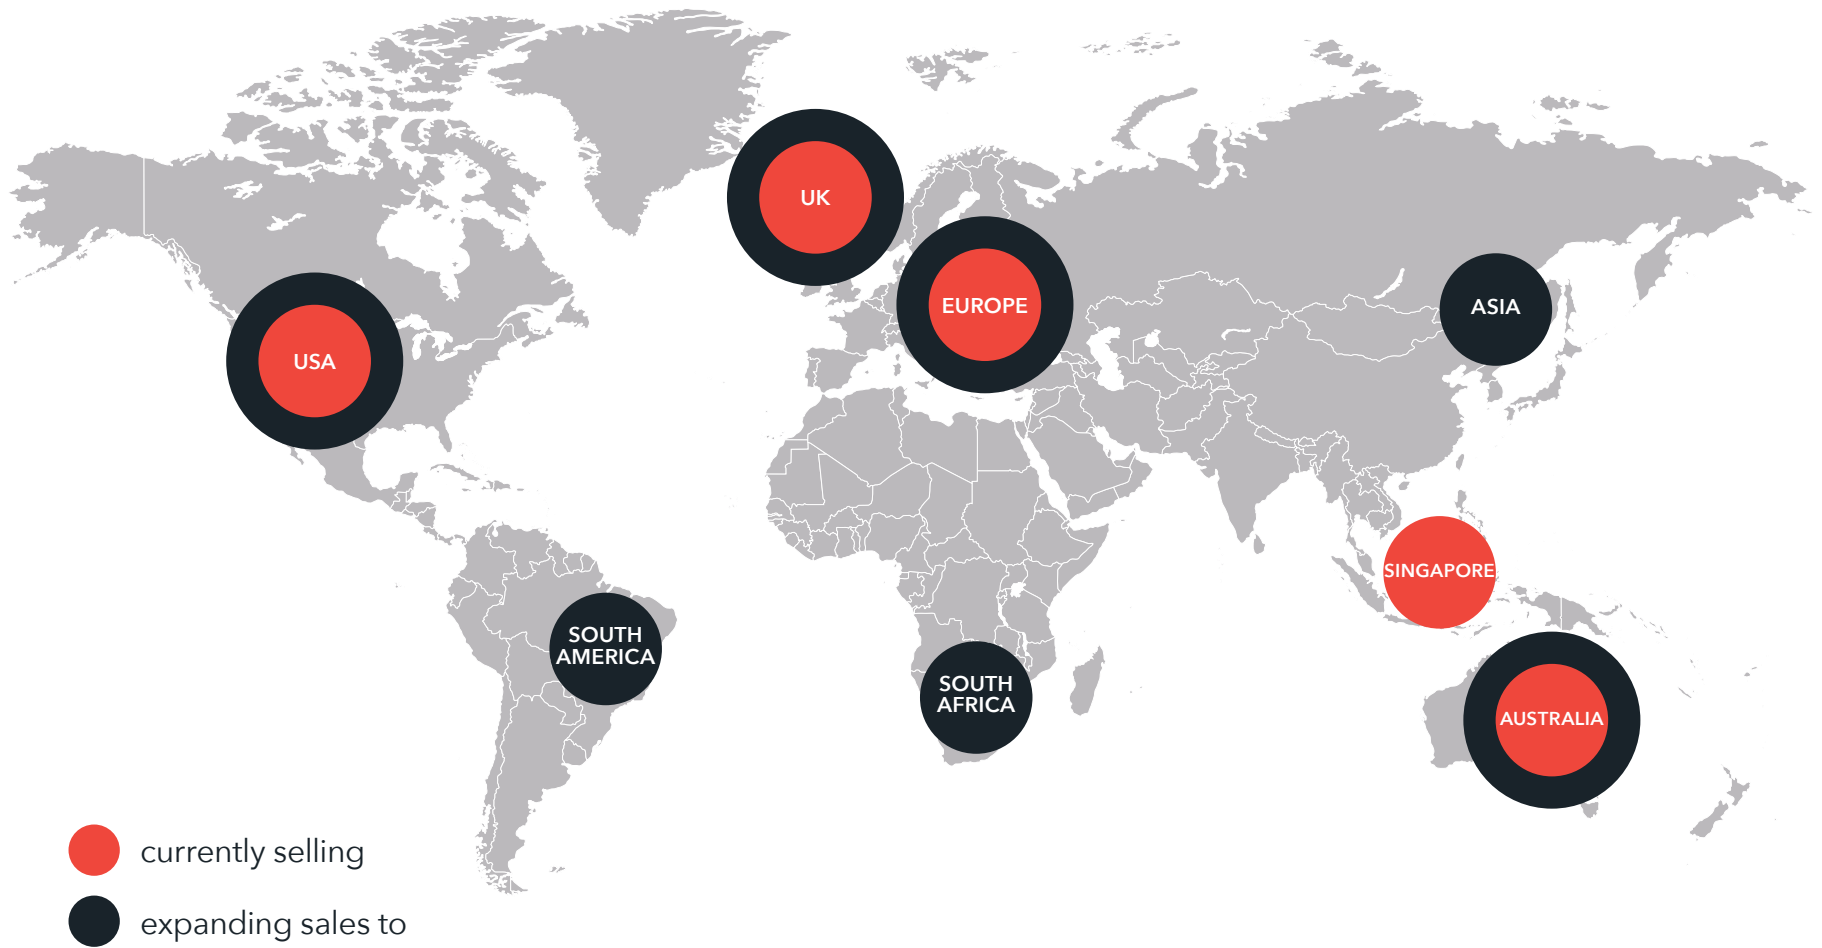 UK
EUROPE
ASIA
USA
SINGAPORE
SOUTH
AMERICA
SOUTH
AFRICA
AUSTRALIA
currently selling
expanding sales to